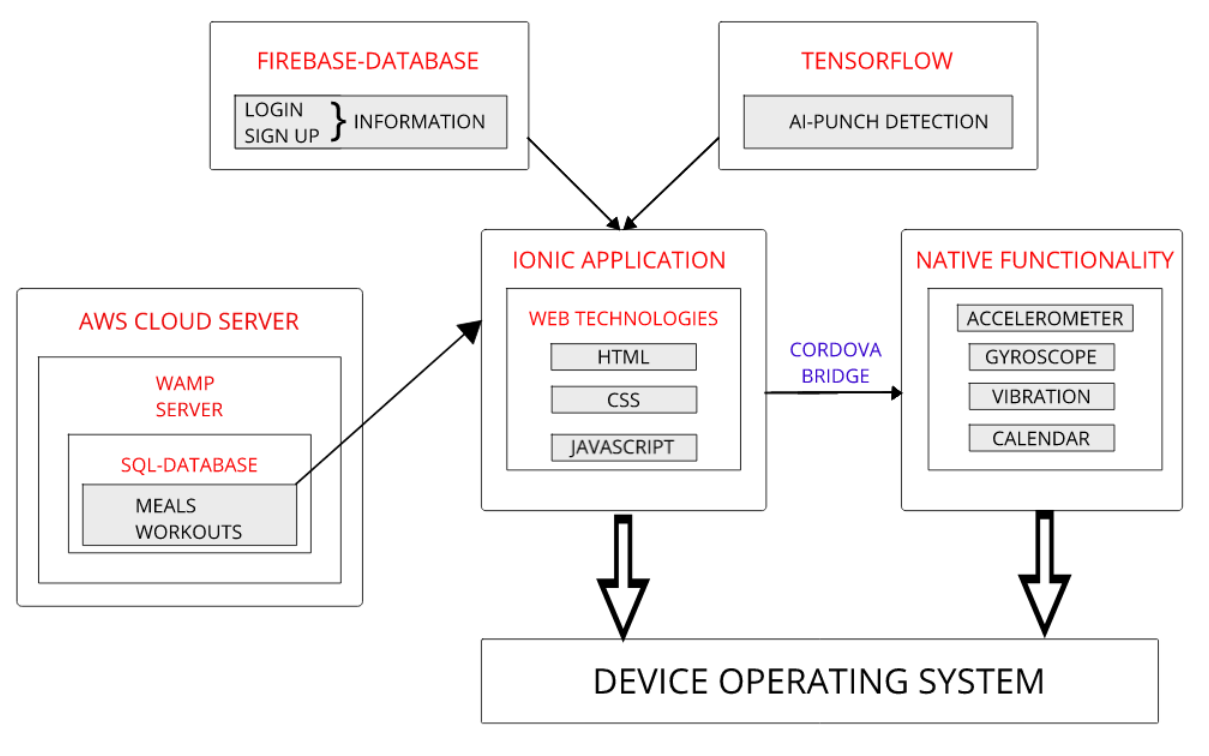 FIREBASE-DATABASE
LOGIN
SIGN UP
} INFORMATION
TENSORFLOW
AI-PUNCH DETECTION
AWS CLOUD SERVER
WAMP
SERVER
SQL-DATABASE
MEALS
WORKOUTS
IONIC APPLICATION
WEB TECHNOLOGIES
HTML
CSS
JAVASCRIPT
CORDOVA
BRIDGE
NATIVE FUNCTIONALITY
ACCELEROMETER
GYROSCOPE
VIBRATION
CALENDAR
DEVICE OPERATING SYSTEM